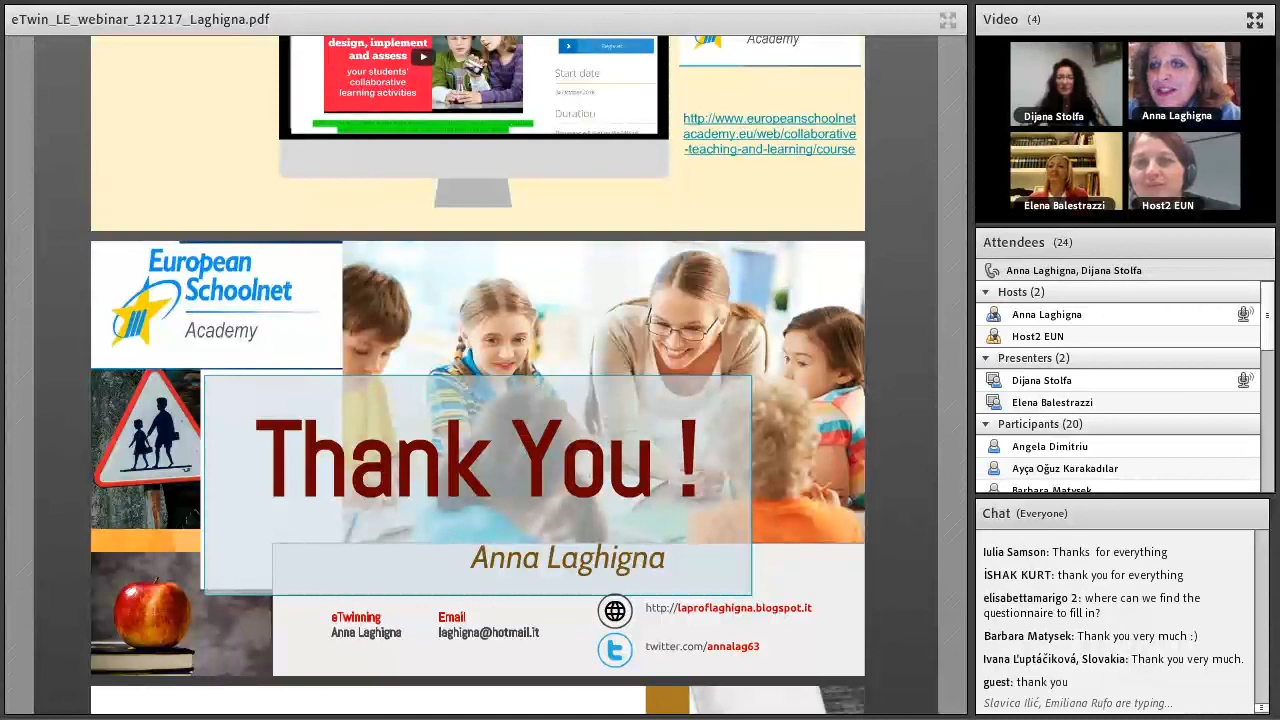 eTwin_LE_webinar_121217_Laghigna.pdf
design, implement
and assess
your students'
collaborative
learning activities
Start date
Duration
Academy
http://www.europeanschoolnet
academy.eu/web/collaborative
-teaching-and-learning/course
European
Schoolnet
Academy
Thank You !
Anna Laghigna
eTwinning
Anna Laghigna
Email
laghigna@hotmail.it
http://laproflaghigna.blogspot.it
twitter.com/annalag63
Video (4)
Dijana Stolfa
Anna Laghigna
Elena Balestrazzi
Host2 EUN
Attendees (24)
Anna Laghigna, Dijana Stolfa
Hosts (2)
Anna Laghigna
Host2 EUN
Presenters (2)
Dijana Stolfa
Elena Balestrazzi
Participants (20)
Angela Dimitriu
Ayça Oğuz Karakadılar
Barbara Matysek
Chat (Everyone)
Iulia Samson: Thanks for everything
iSHAK KURT: thank you for everything
elisabettamarigo 2: where can we find the
questionnaire to fill in?
Barbara Matysek: Thank you very much :)
Ivana Ľuptáčiková, Slovakia: Thank you very much.
guest: thank you
Slavica Ilić, Emiliana Rufo are typing...